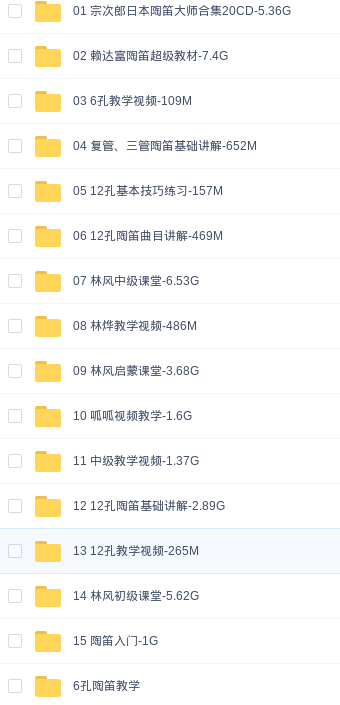 01 宗次郎日本陶笛大师合集20CD-5.36G
02 赖达富陶笛超级教材-7.4G
03 6孔教学视频-109M
04 复管、三管陶笛基础讲解-652M
05 12孔基本技巧练习-157M
06 12孔陶笛曲目讲解-469M
07 林风中级课堂-6.53G
08 林烨教学视频-486M
09 林风启蒙课堂-3.68G
10 呱呱视频教学-1.6G
11 中级教学视频-1.37G
12 12孔陶笛基础讲解-2.89G
13 12孔教学视频-265M
14 林风初级课堂-5.62G
15 陶笛入门-1G
6孔陶笛教学